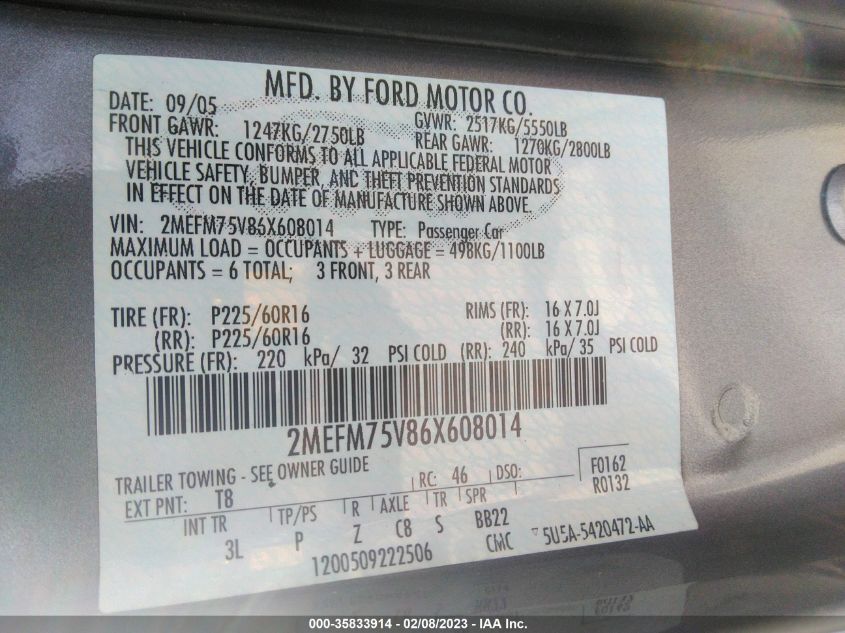 MFD. BY FORD MOTOR CO.
DATE: 09/05 GVWR: 2517KG/5550LB
FRONT GAWR: 1247KG/2750LB REAR GAWR: 1270KG/2800LB
THIS VEHICLE CONFORMS TO ALL APPLICABLE FEDERAL MOTOR
VEHICLE SAFETY, BUMPER, AND THEFT PREVENTION STANDARDS
IN EFFECT ON THE DATE OF MANUFACTURE SHOWN ABOVE.
VIN: 2MEFM75V86X608014 TYPE: Passenger Car
MAXIMUM LOAD = OCCUPANTS + LUGGAGE = 498KG/1100LB
OCCUPANTS = 6 TOTAL; 3 FRONT, 3 REAR
TIRE (FR): P225/60R16 RIMS (FR): 16 X 7.0J
(RR): P225/60R16 (RR): 16 X 7.0J
PRESSURE (FR): 220 kPa/ 32 PSI COLD (RR): 240 kPa/ 35 PSI COLD
2MEFM75V86X608014
TRAILER TOWING - SEE OWNER GUIDE RC: 46 DSO: F0162
EXT PNT: T8 R0132
INT TR TP/PS R AXLE TR SPR
3L P Z C8 S BB22
1200509222506 CMC 5U5A-5420472-AA
000-35833914 - 02/08/2023 - IAA Inc.